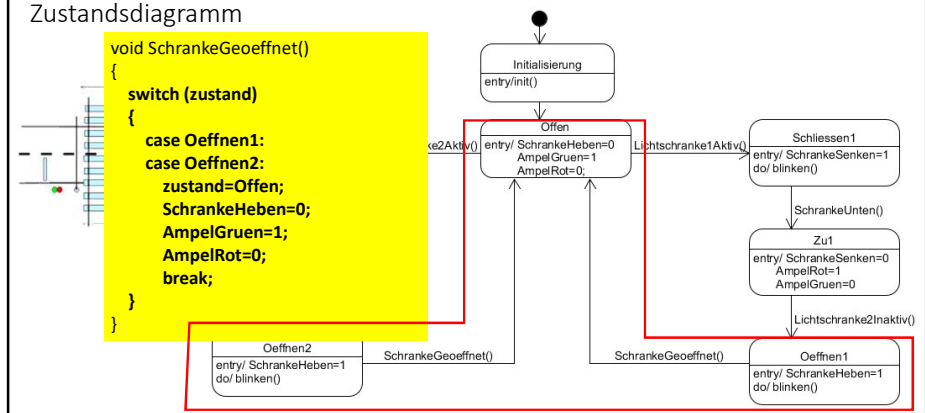 Zustandsdiagramm
void SchrankeGeoeffnet()
{
switch (zustand)
{
case Oeffnen1:
case Oeffnen2:
zustand=Offen;
SchrankeHeben=0;
AmpelGruen=1;
AmpelRot=0;
break;
}
}
Initialisierung
entry/init()
Offen
entry/ SchrankeHeben=0
AmpelGruen=1
AmpelRot=0;
ke2Aktiv()
Lichtschranke1Aktiv()
Schliessen1
entry/ SchrankeSenken=1
do/ blinken()
SchrankeUnten()
Zu1
entry/ SchrankeSenken=0
AmpelRot=1
AmpelGruen=0
Lichtschranke2Inaktiv()
Oeffnen2
entry/ SchrankeHeben=1
do/ blinken()
SchrankeGeoeffnet()
SchrankeGeoeffnet()
Oeffnen1
entry/ SchrankeHeben=1
do/ blinken()